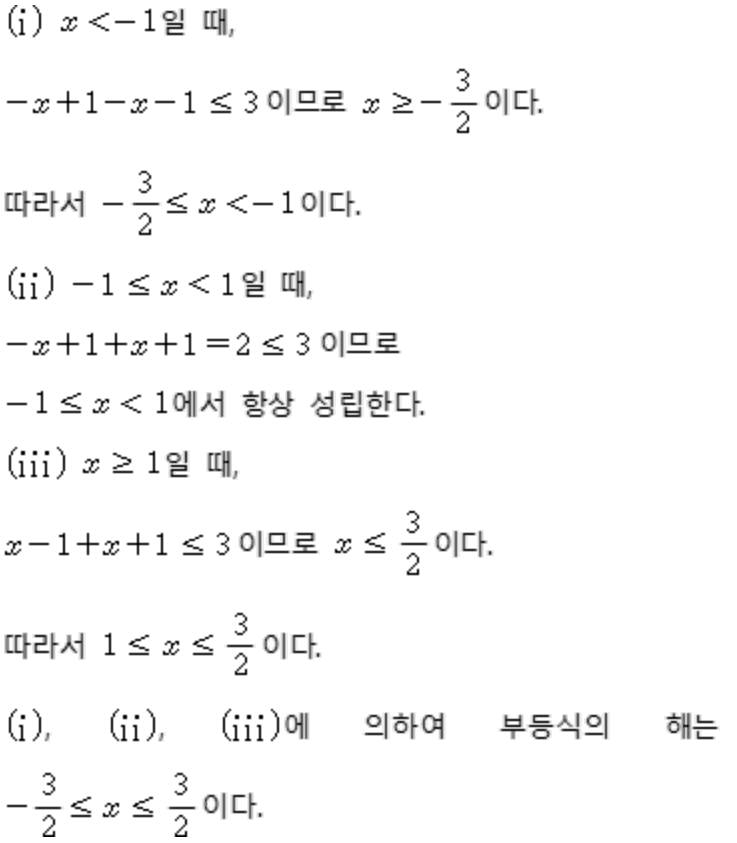 (i) x<-1일 때,
-x+1-x-1≤3이므로 x≥-3/2이다.
따라서 -3/2≤x<-1이다.
(ii) -1≤x<1일 때,
-x+1+x+1=2≤3이므로
-1≤x<1에서 항상 성립한다.
(iii) x≥1일 때,
x-1+x+1≤3이므로 x≤3/2이다.
따라서 1≤x≤3/2이다.
(i), (ii), (iii)에 의하여 부등식의 해는
-3/2≤x≤3/2이다.